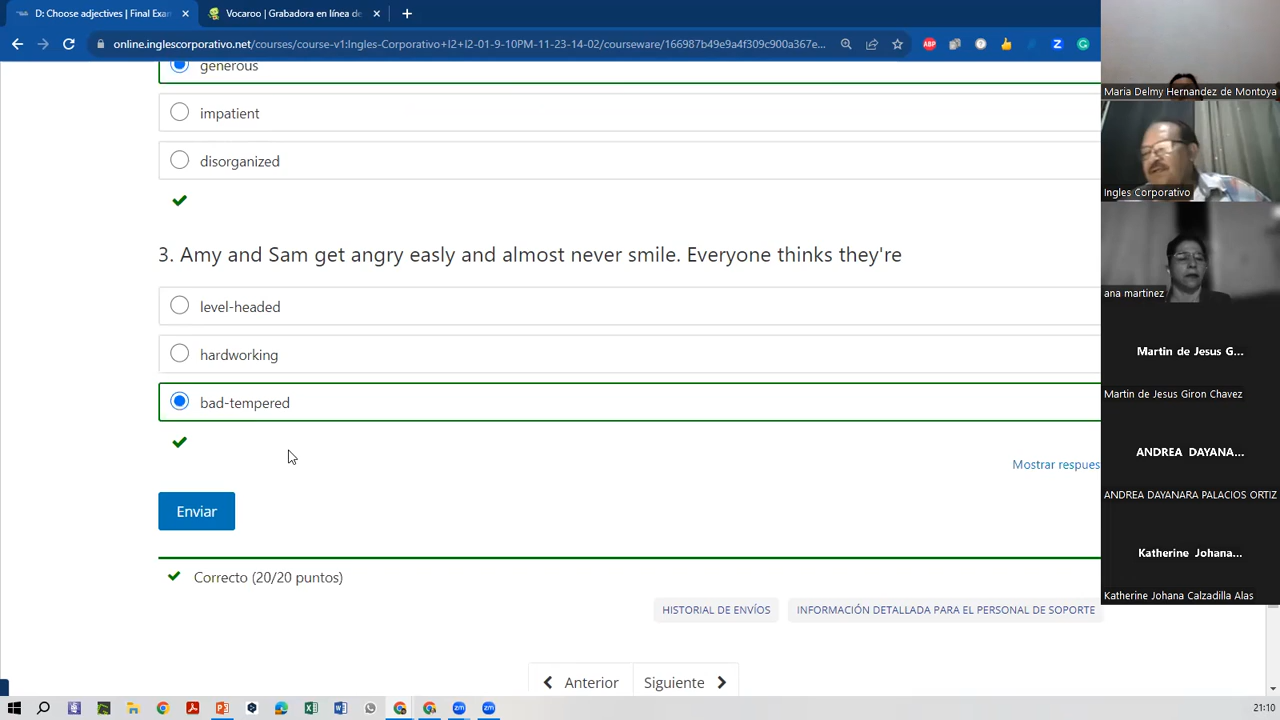 D: Choose adjectives | Final Exam
Vocaroo | Grabadora en línea de
online.inglescorporativo.net/courses/course-v1:Ingles-Corporativo+I2+I2-01-9-10PM-11-23-14-02/courseware/166987b49e9a4f309c900a367e...
generous
impatient
disorganized
3. Amy and Sam get angry easly and almost never smile. Everyone thinks they're
level-headed
hardworking
bad-tempered
Mostrar respues
Enviar
Correcto (20/20 puntos)
HISTORIAL DE ENVÍOS
INFORMACIÓN DETALLADA PARA EL PERSONAL DE SOPORTE
Anterior
Siguiente
Maria Delmy Hernandez de Montoya
Ingles Corporativo
ana martinez
Martin de Jesus G...
Martin de Jesus Giron Chavez
ANDREA DAYANA...
ANDREA DAYANARA PALACIOS ORTIZ
Katherine Johana...
Katherine Johana Calzadilla Alas
21:10